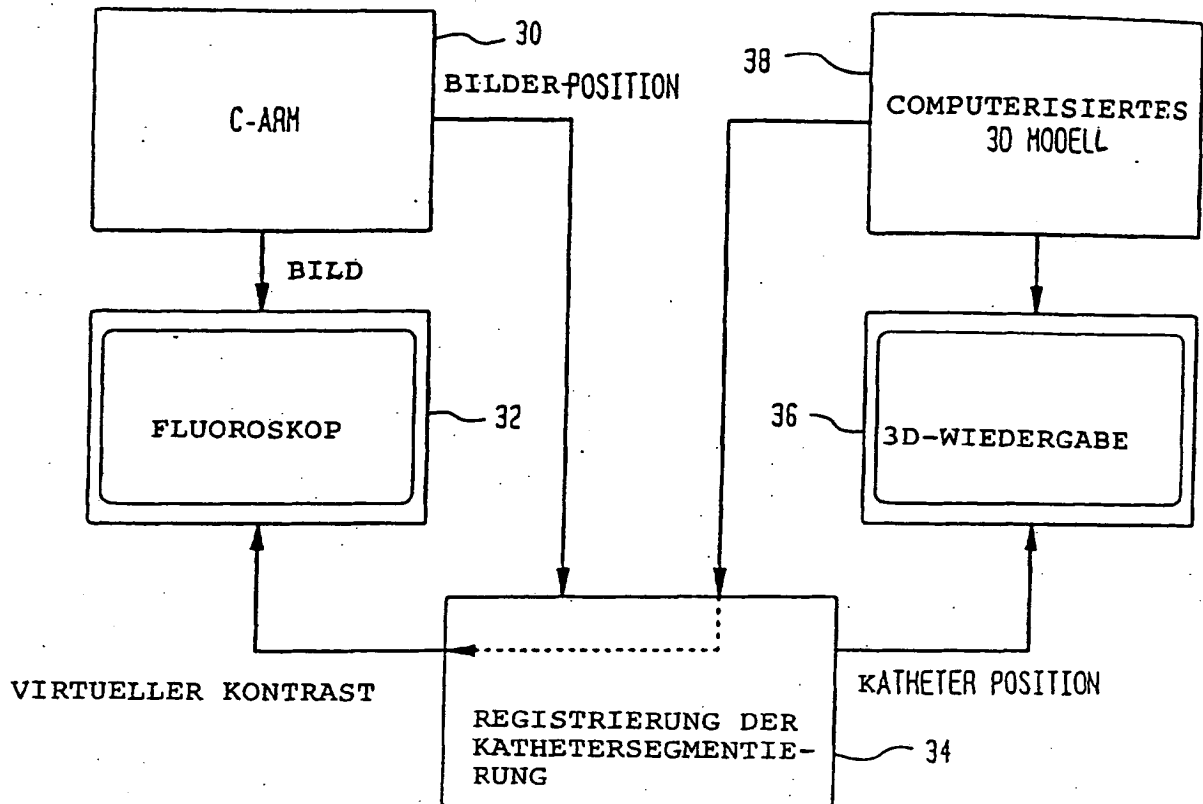 30
BILDER-POSITION
C-ARM
38
COMPUTERISIERTES
3D MODELL
BILD
FLUOROSKOP
32
36
3D-WIEDERGABE
VIRTUELLER KONTRAST
KATHETER POSITION
REGISTRIERUNG DER
KATHETERSEGMENTIE-
RUNG
34